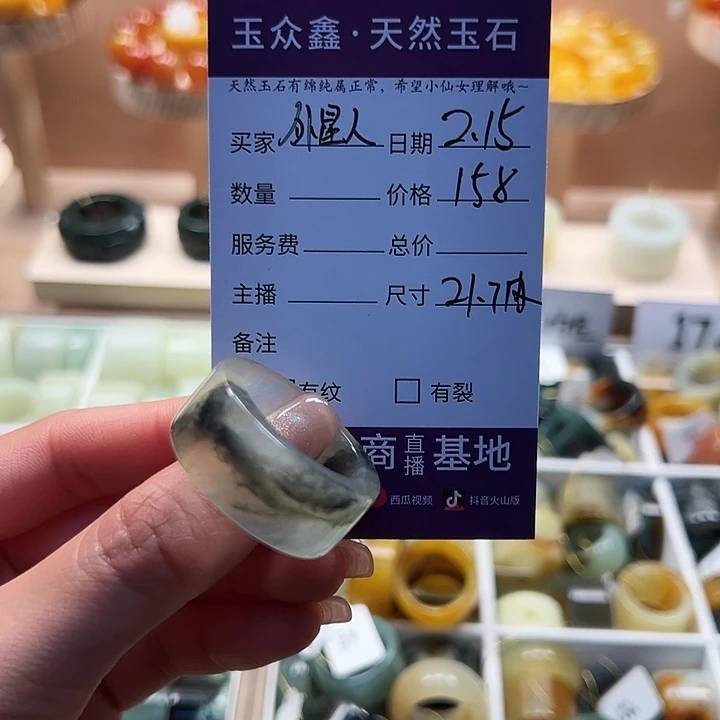 玉众鑫·天然玉石
天然玉石有绵纯属正常，希望小仙女理解哦~
买家 外星人 日期 2.15
数量 价格 158
服务费 总价
主播 尺寸 21.7
备注
有纹 有裂
商直播基地
西瓜视频 抖音火山版